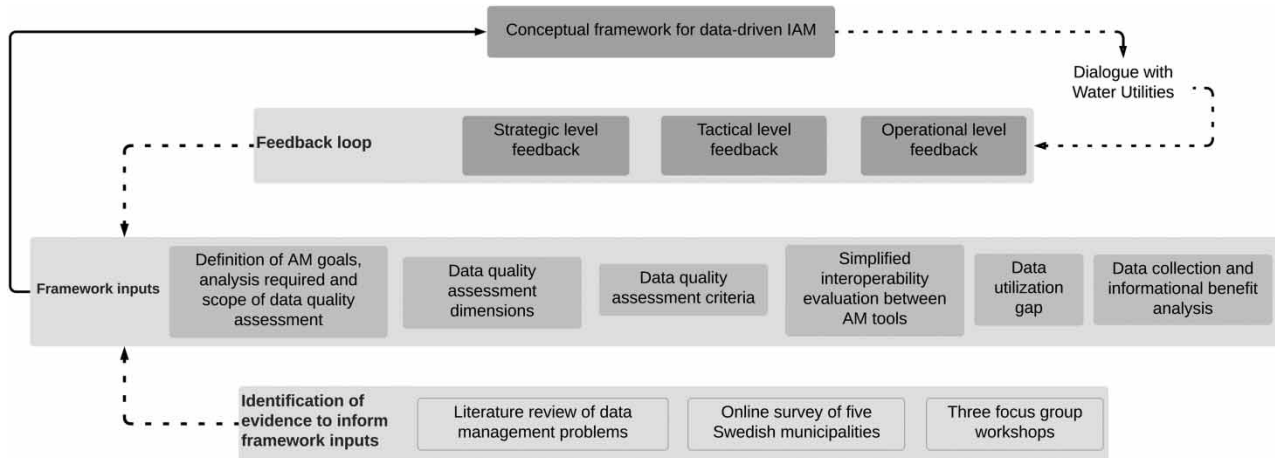 Conceptual framework for data-driven IAM
Dialogue with
Water Utilities
Feedback loop
Strategic level
feedback
Tactical level
feedback
Operational level
feedback
Framework inputs
Definition of AM goals,
analysis required and
scope of data quality
assessment
Data quality
assessment
dimensions
Data quality
assessment criteria
Simplified
interoperability
evaluation between
AM tools
Data
utilization
gap
Data collection and
informational benefit
analysis
Identification of
evidence to inform
framework inputs
Literature review of data
management problems
Online survey of five
Swedish municipalities
Three focus group
workshops